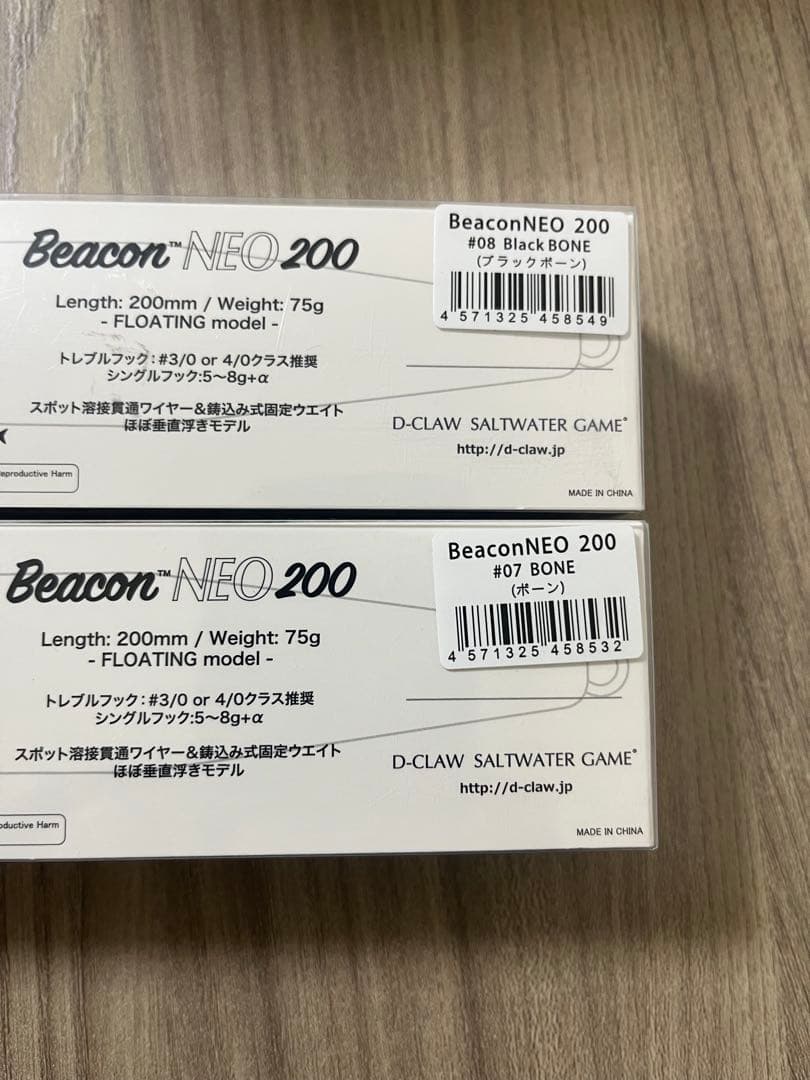 Beacon™ NEO 200
Length: 200mm / Weight: 75g
- FLOATING model -
トレブルフック：#3/0 or 4/0クラス推奨
シングルフック:5〜8g+α
スポット溶接貫通ワイヤー&鋳込み式固定ウエイト
ほぼ垂直浮きモデル
Reproductive Harm
BeaconNEO 200
#08 Black BONE
(ブラックボーン)
4 571325 458549
D-CLAW SALTWATER GAME®
http://d-claw.jp
MADE IN CHINA
Beacon™ NEO 200
Length: 200mm / Weight: 75g
- FLOATING model -
トレブルフック：#3/0 or 4/0クラス推奨
シングルフック:5〜8g+α
スポット溶接貫通ワイヤー&鋳込み式固定ウエイト
ほぼ垂直浮きモデル
oductive Harm
BeaconNEO 200
#07 BONE
(ボーン)
4 571325 458532
D-CLAW SALTWATER GAME®
http://d-claw.jp
MADE IN CHINA